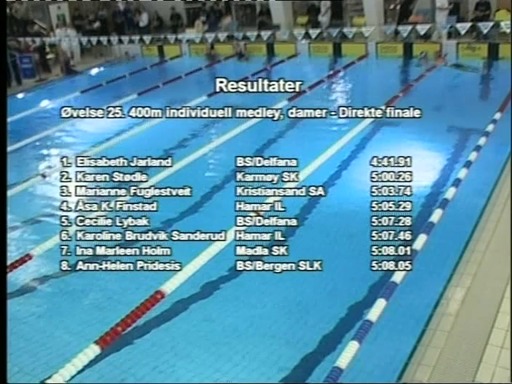 Resultater
Øvelse 25. 400m individuell medley, damer - Direkte finale
1. Elisabeth Jarland BS/Delfana 4:41.91
2. Karen Stødle Karmøy SK 5:00.26
3. Marianne Fuglestveit Kristiansand SA 5:03.74
4. Åsa K. Finstad Hamar IL 5:05.29
5. Cecilie Lybak BS/Delfana 5:07.28
6. Karoline Brudvik Sanderud Hamar IL 5:07.46
7. Ina Marleen Holm Madla SK 5:08.01
8. Ann-Helen Pridesis BS/Bergen SLK 5:08.05